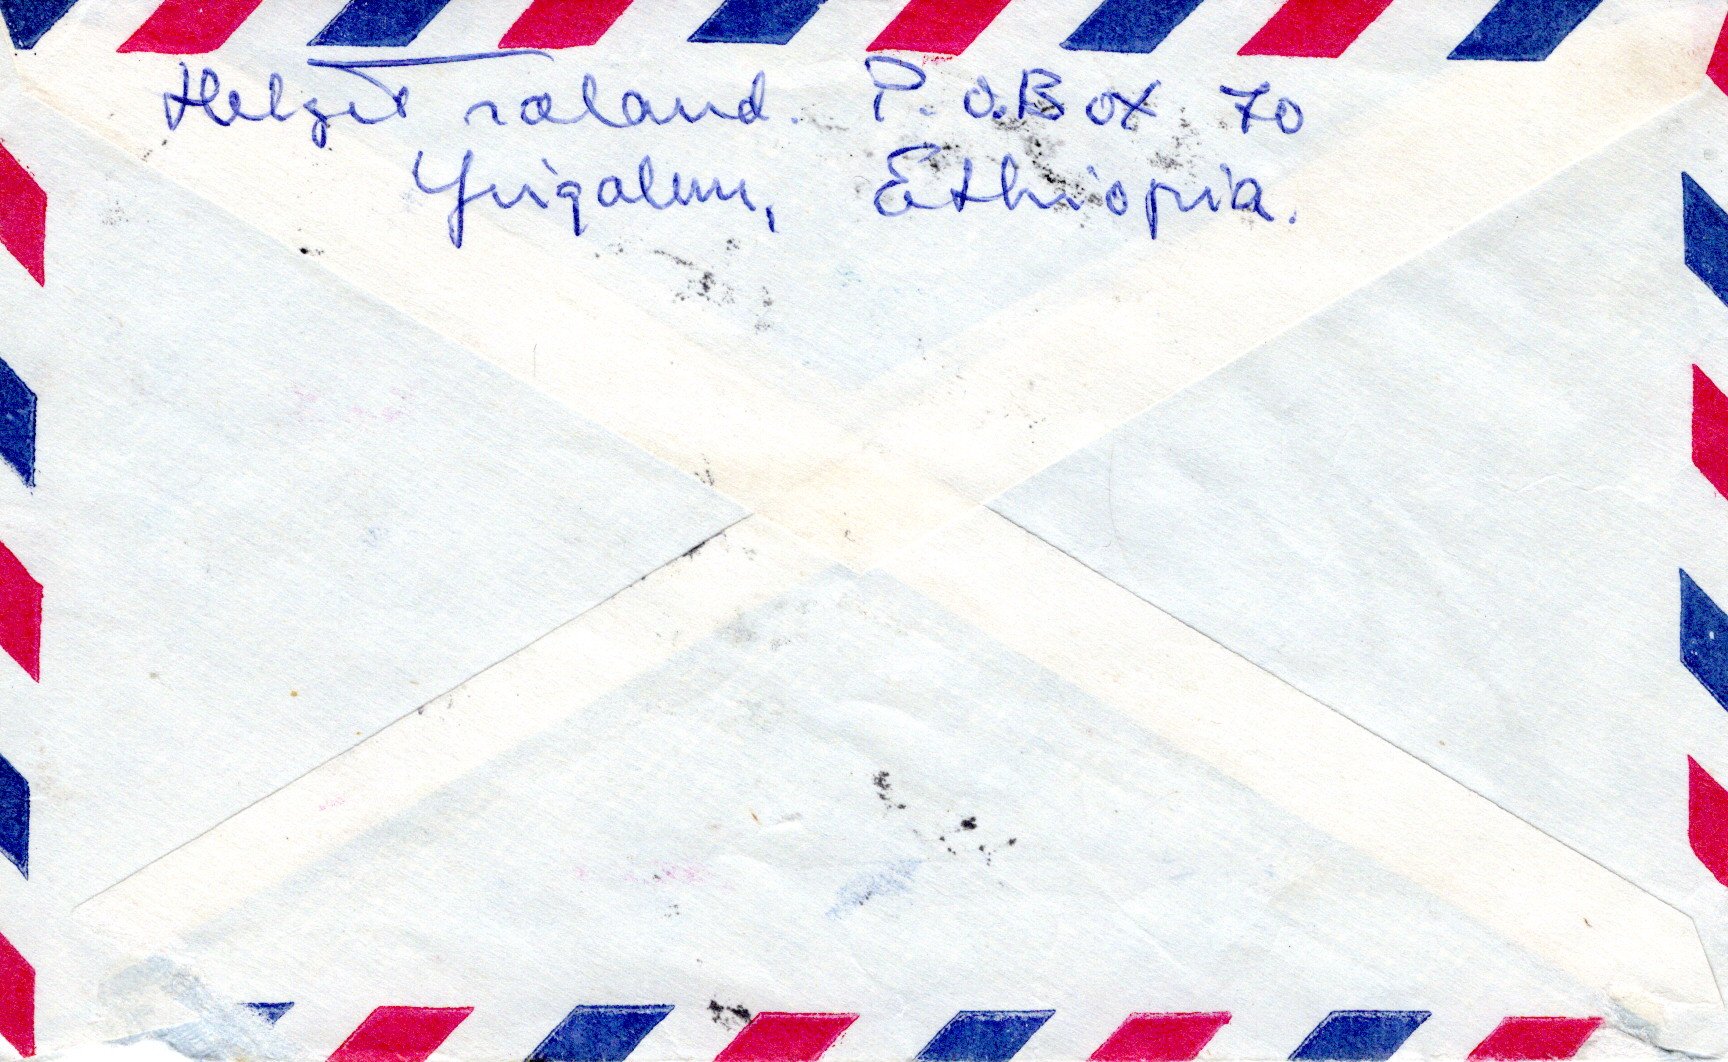 P.O.Box 70
Yirgalem, Ethiopia.